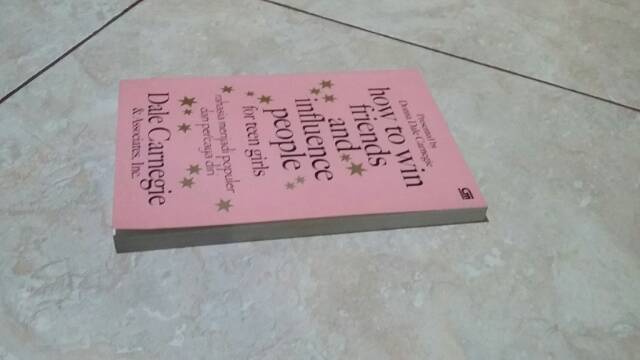 Presented by
Donna Dale Carnegie
how to win
friends
and
influence
people
for teen girls
rahasia menjadi populer
dan percaya diri
Dale Carnegie
& Associates, Inc.